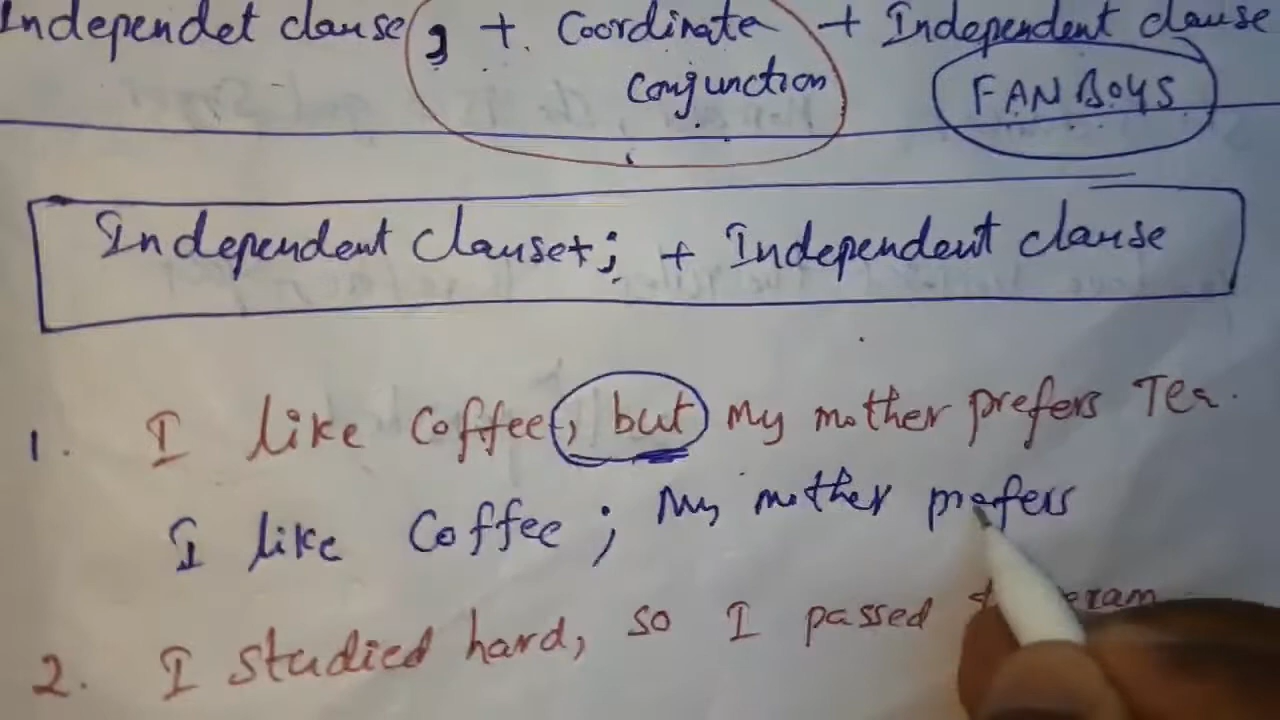 Independet clause , + Coordinate + Independent clause
conjunction FANBOYS
Independent Clause+ ; + Independent clause
1. I like Coffee, but My mother prefers Tea.
I like Coffee ; My mother prefers
2. I studied hard, so I passed exam